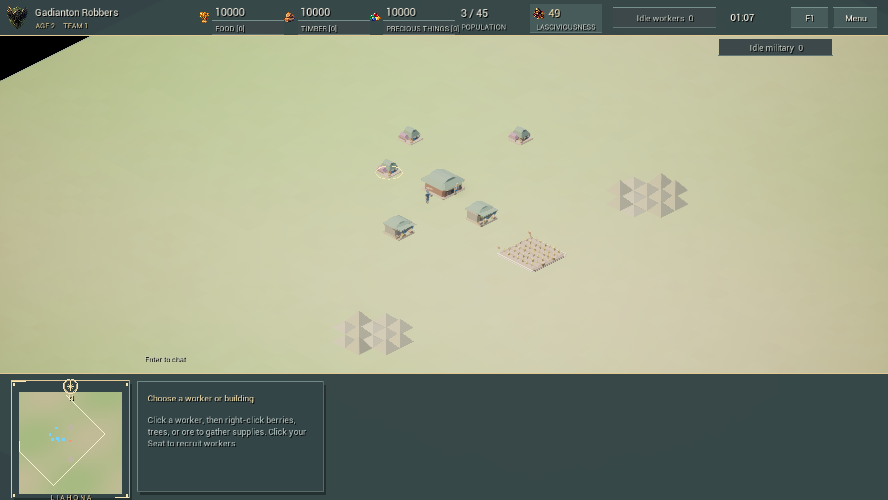 Gadianton Robbers
AGE 2 TEAM 1
10000
FOOD [0]
10000
TIMBER [0]
10000
PRECIOUS THINGS [0]
3 / 45
POPULATION
49
LASCIVIOUSNESS
Idle workers 0
01:07
F1
Menu
Idle military 0
Enter to chat
N
LIAHONA
Choose a worker or building
Click a worker, then right-click berries,
trees, or ore to gather supplies. Click your
Seat to recruit workers.